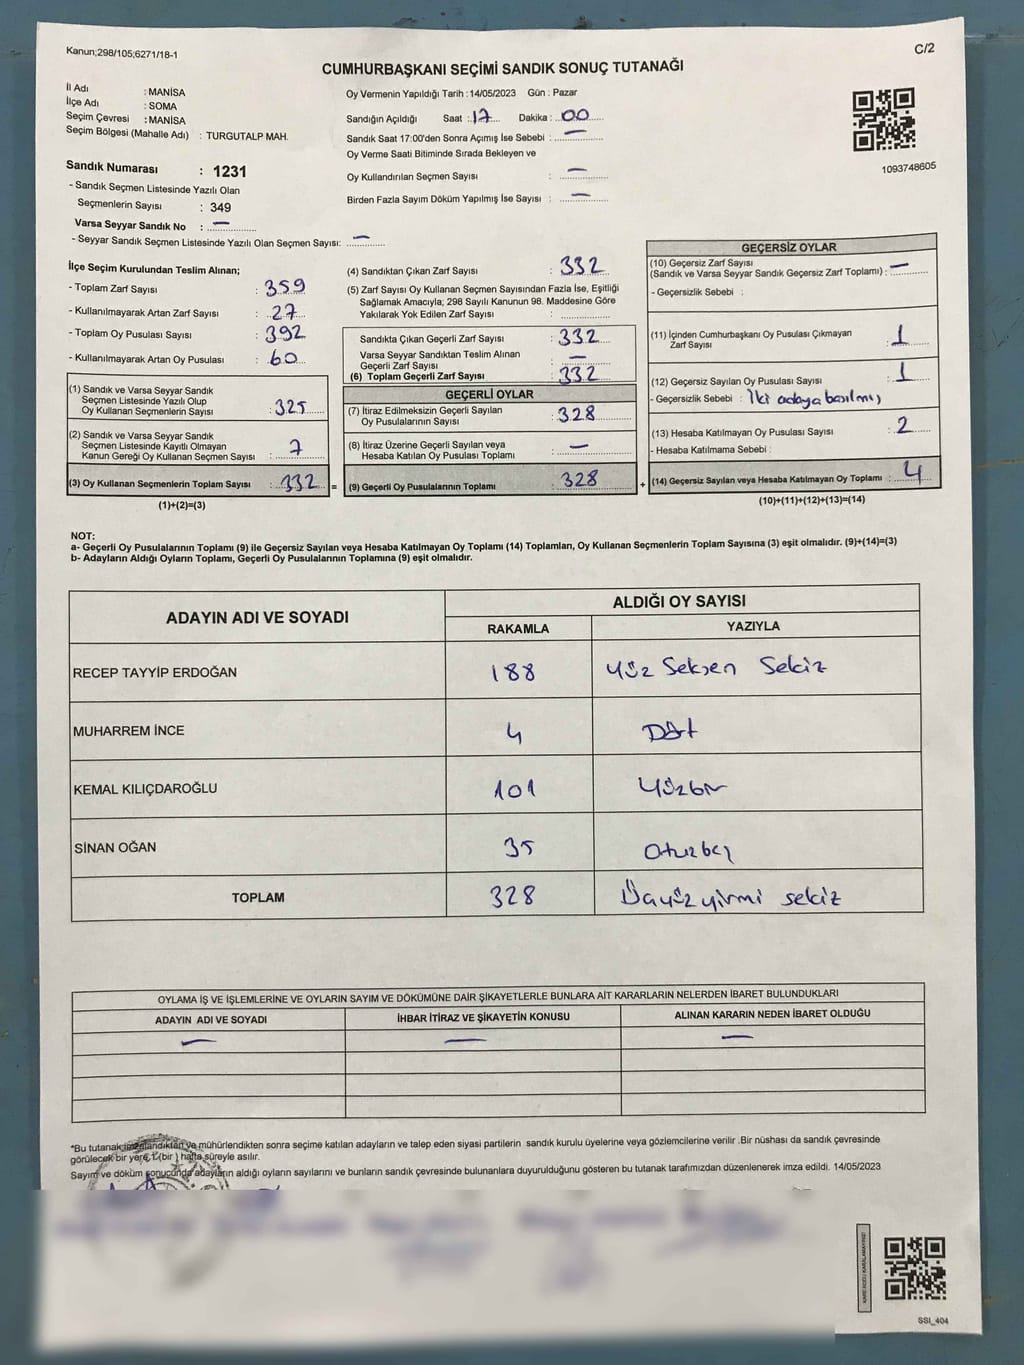 Kanun;298/105;6271/18-1
C/2
CUMHURBAŞKANI SEÇİMİ SANDIK SONUÇ TUTANAĞI
İl Adı : MANİSA
İlçe Adı : SOMA
Seçim Çevresi : MANİSA
Seçim Bölgesi (Mahalle Adı) : TURGUTALP MAH.
Oy Vermenin Yapıldığı Tarih :14/05/2023 Gün : Pazar
Sandığın Açıldığı Saat :17 Dakika : 00
Sandık Saat 17:00'den Sonra Açımış İse Sebebi : —
Oy Verme Saati Bitiminde Sırada Bekleyen ve
Oy Kullandırılan Seçmen Sayısı : —
Birden Fazla Sayım Döküm Yapılmış İse Sayısı : —
1093748605
Sandık Numarası : 1231
- Sandık Seçmen Listesinde Yazılı Olan
Seçmenlerin Sayısı : 349
Varsa Seyyar Sandık No : —
- Seyyar Sandık Seçmen Listesinde Yazılı Olan Seçmen Sayısı: —
İlçe Seçim Kurulundan Teslim Alınan;
- Toplam Zarf Sayısı : 359
- Kullanılmayarak Artan Zarf Sayısı : 27
- Toplam Oy Pusulası Sayısı : 392
- Kullanılmayarak Artan Oy Pusulası : 60
(1) Sandık ve Varsa Seyyar Sandık
Seçmen Listesinde Yazılı Olup
Oy Kullanan Seçmenlerin Sayısı : 325
(2) Sandık ve Varsa Seyyar Sandık
Seçmen Listesinde Kayıtlı Olmayan
Kanun Gereği Oy Kullanan Seçmen Sayısı : 7
(3) Oy Kullanan Seçmenlerin Toplam Sayısı : 332 =
(1)+(2)=(3)
(4) Sandıktan Çıkan Zarf Sayısı : 332
(5) Zarf Sayısı Oy Kullanan Seçmen Sayısından Fazla İse, Eşitliği
Sağlamak Amacıyla; 298 Sayılı Kanunun 98. Maddesine Göre
Yakılarak Yok Edilen Zarf Sayısı :
Sandıkta Çıkan Geçerli Zarf Sayısı : 332
Varsa Seyyar Sandıktan Teslim Alınan
Geçerli Zarf Sayısı : —
(6) Toplam Geçerli Zarf Sayısı : 332
GEÇERLİ OYLAR
(7) İtiraz Edilmeksizin Geçerli Sayılan
Oy Pusulalarının Sayısı : 328
(8) İtiraz Üzerine Geçerli Sayılan veya
Hesaba Katılan Oy Pusulası Toplamı : —
(9) Geçerli Oy Pusulalarının Toplamı : 328 +
GEÇERSİZ OYLAR
(10) Geçersiz Zarf Sayısı
(Sandık ve Varsa Seyyar Sandık Geçersiz Zarf Toplamı) : —
- Geçersizlik Sebebi :
(11) İçinden Cumhurbaşkanı Oy Pusulası Çıkmayan
Zarf Sayısı : 1
(12) Geçersiz Sayılan Oy Pusulası Sayısı : 1
- Geçersizlik Sebebi : İki adaya basılmış
(13) Hesaba Katılmayan Oy Pusulası Sayısı : 2
- Hesaba Katılmama Sebebi :
(14) Geçersiz Sayılan veya Hesaba Katılmayan Oy Toplamı : 4
(10)+(11)+(12)+(13)=(14)
NOT:
a- Geçerli Oy Pusulalarının Toplamı (9) ile Geçersiz Sayılan veya Hesaba Katılmayan Oy Toplamı (14) Toplamları, Oy Kullanan Seçmenlerin Toplam Sayısına (3) eşit olmalıdır. (9)+(14)=(3)
b- Adayların Aldığı Oyların Toplamı, Geçerli Oy Pusulalarının Toplamına (9) eşit olmalıdır.
ADAYIN ADI VE SOYADI
ALDIĞI OY SAYISI
RAKAMLA YAZIYLA
RECEP TAYYİP ERDOĞAN 188 Yüz Seksen Sekiz
MUHARREM İNCE 4 Dört
KEMAL KILIÇDAROĞLU 101 Yüzbir
SİNAN OĞAN 35 Otuzbeş
TOPLAM 328 Üçyüz yirmi sekiz
OYLAMA İŞ VE İŞLEMLERİNE VE OYLARIN SAYIM VE DÖKÜMÜNE DAİR ŞİKAYETLERLE BUNLARA AİT KARARLARIN NELERDEN İBARET BULUNDUKLARI
ADAYIN ADI VE SOYADI İHBAR İTİRAZ VE ŞİKAYETİN KONUSU ALINAN KARARIN NEDEN İBARET OLDUĞU
— — —
*Bu tutanak imzalandıktan ve mühürlendikten sonra seçime katılan adayların ve talep eden siyasi partilerin sandık kurulu üyelerine veya gözlemcilerine verilir .Bir nüshası da sandık çevresinde
görülecek bir yere 1 (bir ) hafta süreyle asılır.
Sayım ve döküm sonucunda adayların aldığı oyların sayılarını ve bunların sandık çevresinde bulunanlara duyurulduğunu gösteren bu tutanak tarafımızdan düzenlenerek imza edildi. 14/05/2023
SSI_404